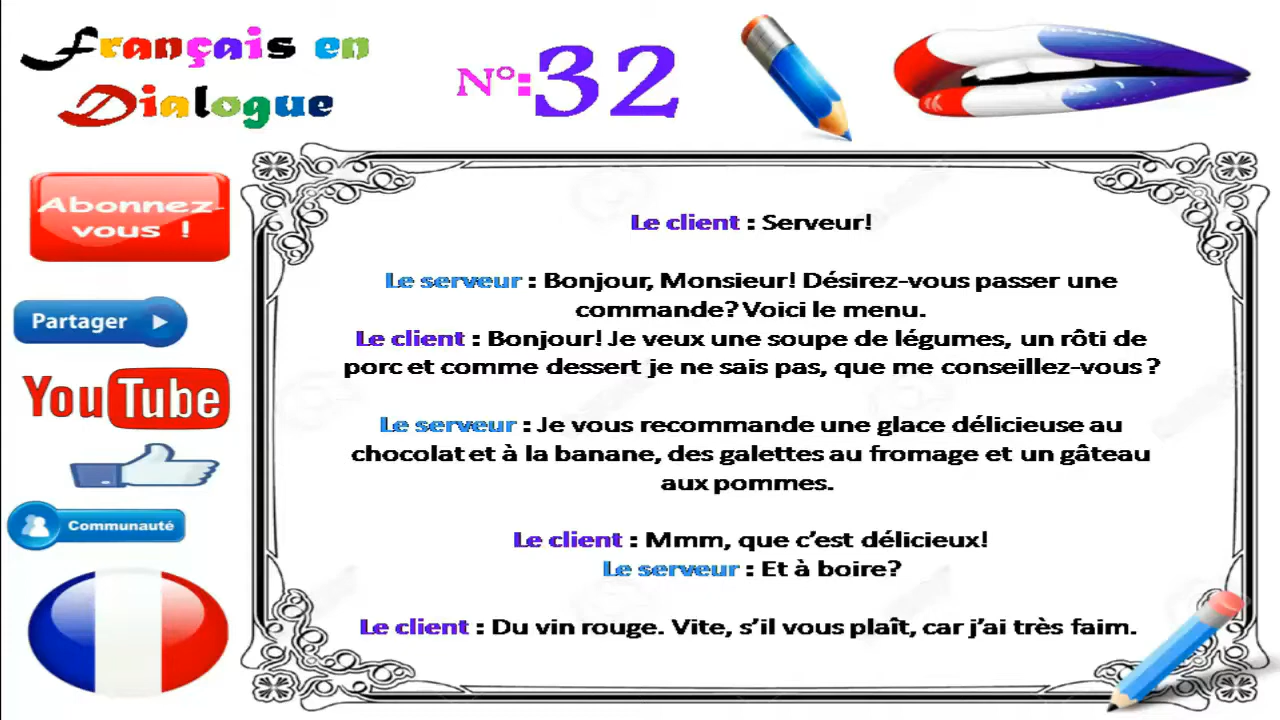 Français en
Dialogue
N°:32
Abonnez-
vous !
Partager
YouTube
Communauté
Le client : Serveur!
Le serveur : Bonjour, Monsieur! Désirez-vous passer une
commande? Voici le menu.
Le client : Bonjour! Je veux une soupe de légumes, un rôti de
porc et comme dessert je ne sais pas, que me conseillez-vous ?
Le serveur : Je vous recommande une glace délicieuse au
chocolat et à la banane, des galettes au fromage et un gâteau
aux pommes.
Le client : Mmm, que c’est délicieux!
Le serveur : Et à boire?
Le client : Du vin rouge. Vite, s’il vous plaît, car j’ai très faim.